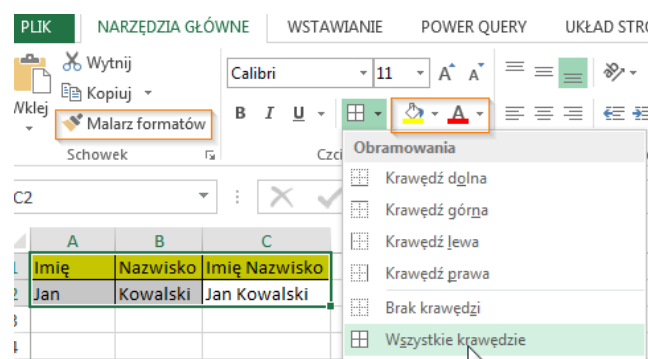 PLIK NARZĘDZIA GŁÓWNE WSTAWIANIE POWER QUERY UKŁAD STRO
Wytnij
Kopiuj
Wklej
Malarz formatów
Schowek
Calibri 11 A A
B I U A
Czci
Obramowania
Krawędź dolna
Krawędź górna
Krawędź lewa
Krawędź prawa
Brak krawędzi
Wszystkie krawędzie
C2
A B C
1 Imię Nazwisko Imię Nazwisko
2 Jan Kowalski Jan Kowalski
3
4